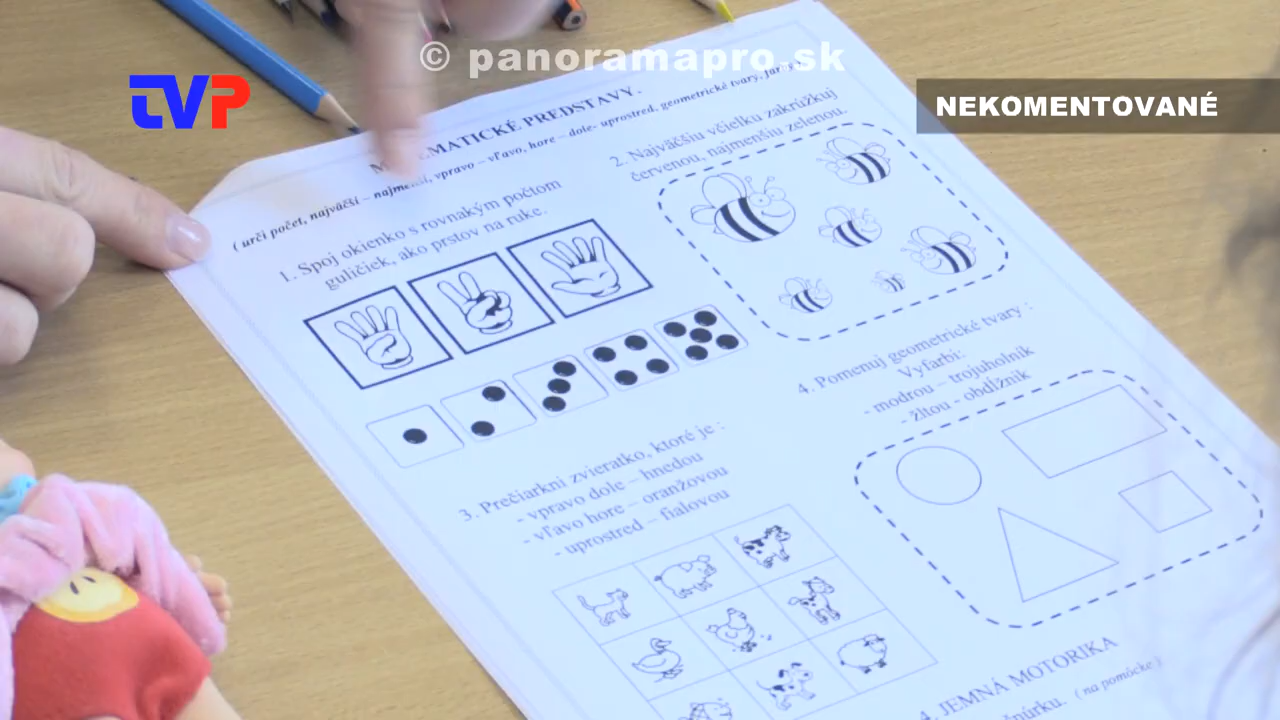 © panoramapro.sk
TVP
NEKOMENTOVANÉ
MATEMATICKÉ PREDSTAVY.
( urči počet, najväčší – najmenší, vpravo – vľavo, hore – dole- uprostred, geometrické tvary, farby )
1. Spoj okienko s rovnakým počtom
guličiek, ako prstov na ruke.
2. Najväčšiu včielku zakrúžkuj
červenou, najmenšiu zelenou.
3. Prečiarkni zvieratko, ktoré je :
- vpravo dole – hnedou
- vľavo hore – oranžovou
- uprostred – fialovou
4. Pomenuj geometrické tvary :
Vyfarbi:
- modrou – trojuholník
- žltou - obdĺžnik
4. JEMNÁ MOTORIKA
( na pomôcke )